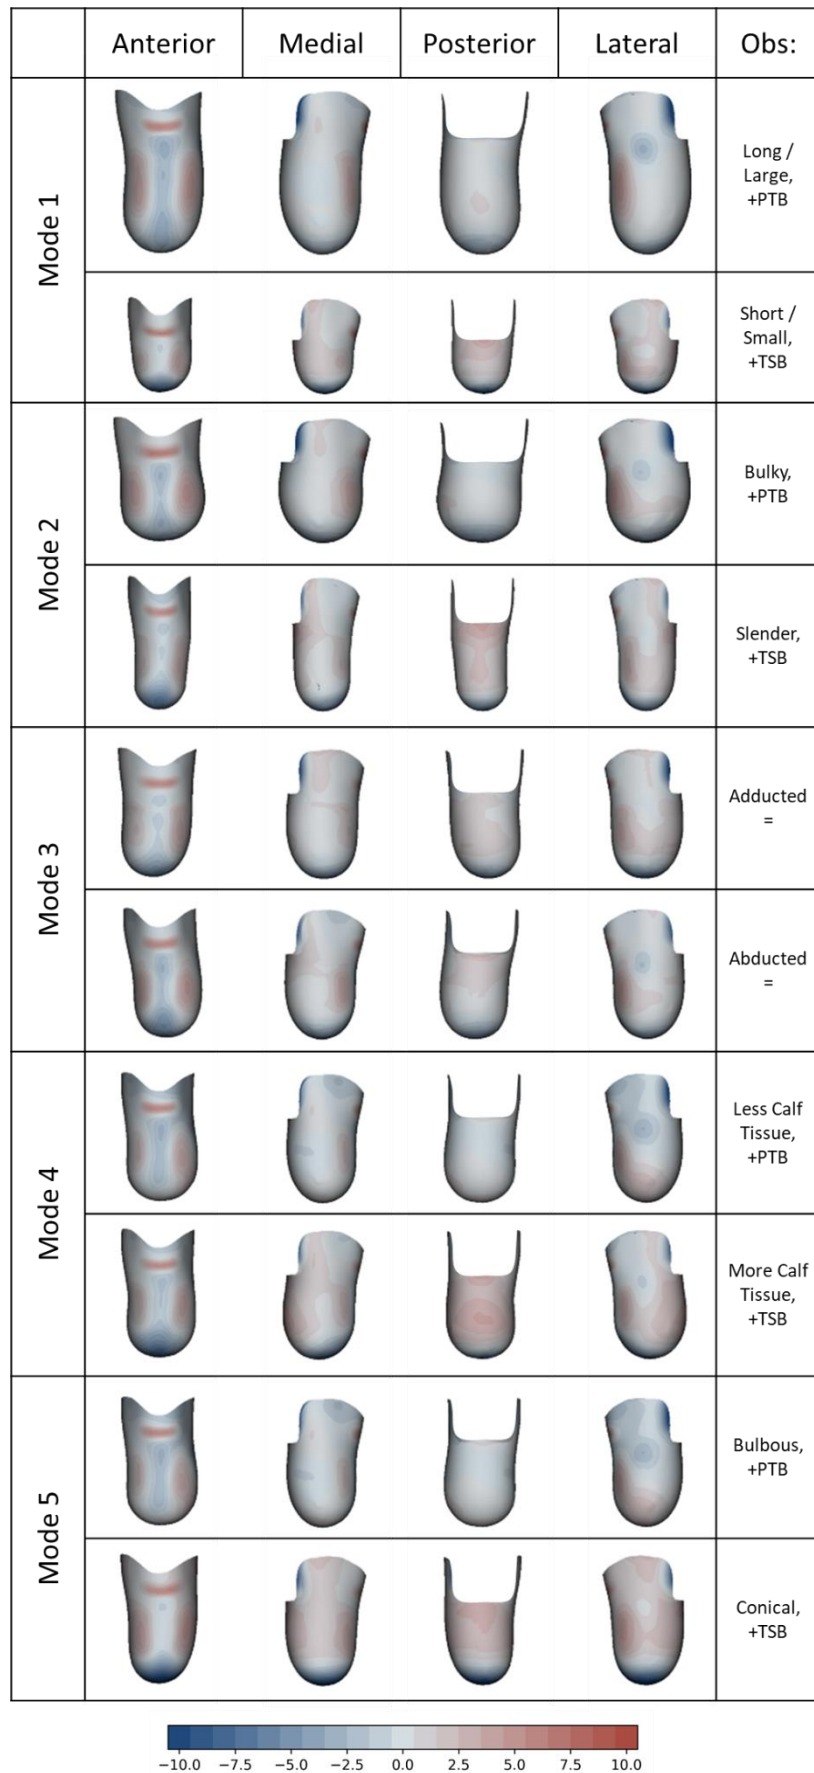 Anterior Medial Posterior Lateral Obs:
Mode 1
Long /
Large,
+PTB
Short /
Small,
+TSB
Mode 2
Bulky,
+PTB
Slender,
+TSB
Mode 3
Adducted
=
Abducted
=
Mode 4
Less Calf
Tissue,
+PTB
More Calf
Tissue,
+TSB
Mode 5
Bulbous,
+PTB
Conical,
+TSB
−10.0 −7.5 −5.0 −2.5 0.0 2.5 5.0 7.5 10.0